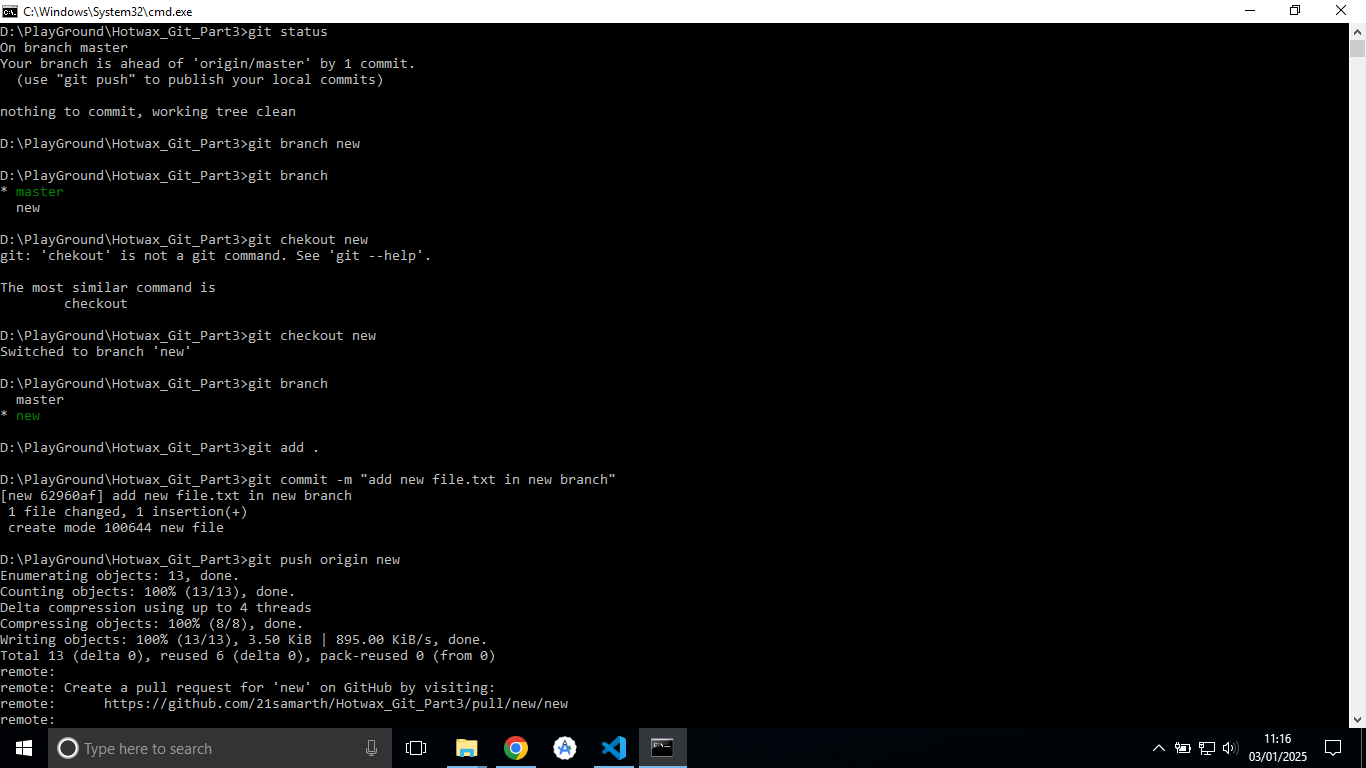 C:\Windows\System32\cmd.exe
D:\PlayGround\Hotwax_Git_Part3>git status
On branch master
Your branch is ahead of 'origin/master' by 1 commit.
  (use "git push" to publish your local commits)
nothing to commit, working tree clean
D:\PlayGround\Hotwax_Git_Part3>git branch new
D:\PlayGround\Hotwax_Git_Part3>git branch
* master
  new
D:\PlayGround\Hotwax_Git_Part3>git chekout new
git: 'chekout' is not a git command. See 'git --help'.
The most similar command is
        checkout
D:\PlayGround\Hotwax_Git_Part3>git checkout new
Switched to branch 'new'
D:\PlayGround\Hotwax_Git_Part3>git branch
  master
* new
D:\PlayGround\Hotwax_Git_Part3>git add .
D:\PlayGround\Hotwax_Git_Part3>git commit -m "add new file.txt in new branch"
[new 62960af] add new file.txt in new branch
 1 file changed, 1 insertion(+)
 create mode 100644 new file
D:\PlayGround\Hotwax_Git_Part3>git push origin new
Enumerating objects: 13, done.
Counting objects: 100% (13/13), done.
Delta compression using up to 4 threads
Compressing objects: 100% (8/8), done.
Writing objects: 100% (13/13), 3.50 KiB | 895.00 KiB/s, done.
Total 13 (delta 0), reused 6 (delta 0), pack-reused 0 (from 0)
remote:
remote: Create a pull request for 'new' on GitHub by visiting:
remote:      https://github.com/21samarth/Hotwax_Git_Part3/pull/new/new
remote:
Type here to search
11:16
03/01/2025